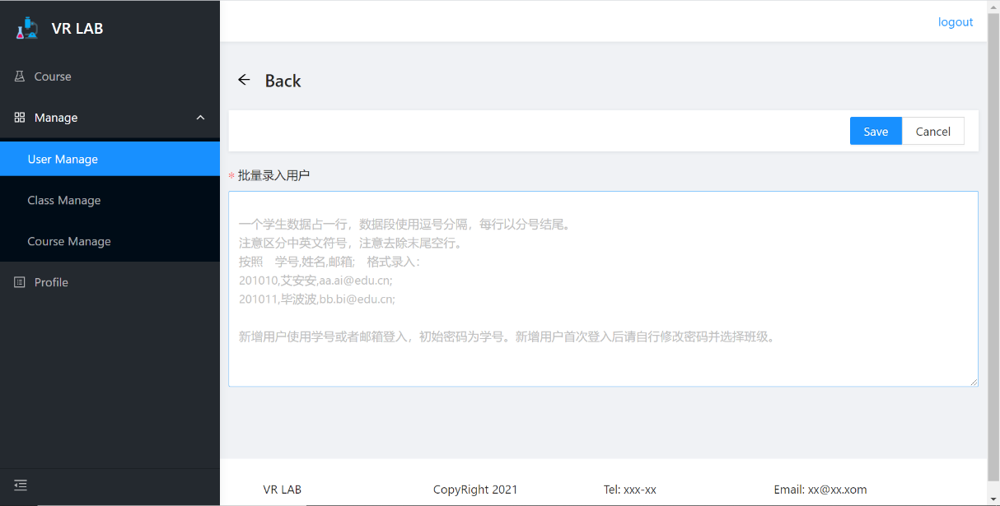 VR LAB
logout
Course
Back
Manage
Save
Cancel
User Manage
* 批量录入用户
Class Manage
一个学生数据占一行，数据段使用逗号分隔，每行以分号结尾。
注意区分中英文符号，注意去除末尾空行。
Course Manage
按照　学号,姓名,邮箱;　格式录入：
201010,艾安安,aa.ai@edu.cn;
Profile
201011,毕波波,bb.bi@edu.cn;
新增用户使用学号或者邮箱登入，初始密码为学号。新增用户首次登入后请自行修改密码并选择班级。
VR LAB
CopyRight 2021
Tel: xxx-xx
Email: xx@xx.xom